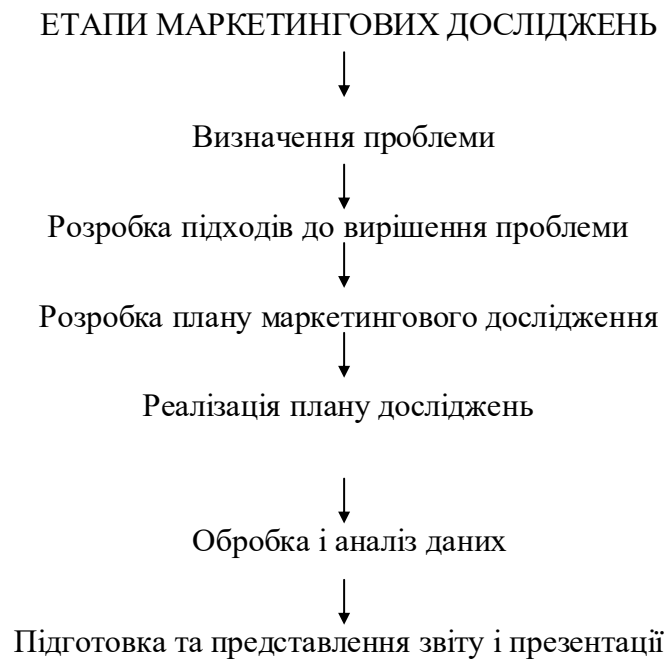 ЕТАПИ МАРКЕТИНГОВИХ ДОСЛІДЖЕНЬ
Визначення проблеми
Розробка підходів до вирішення проблеми
Розробка плану маркетингового дослідження
Реалізація плану досліджень
Обробка і аналіз даних
Підготовка та представлення звіту і презентації